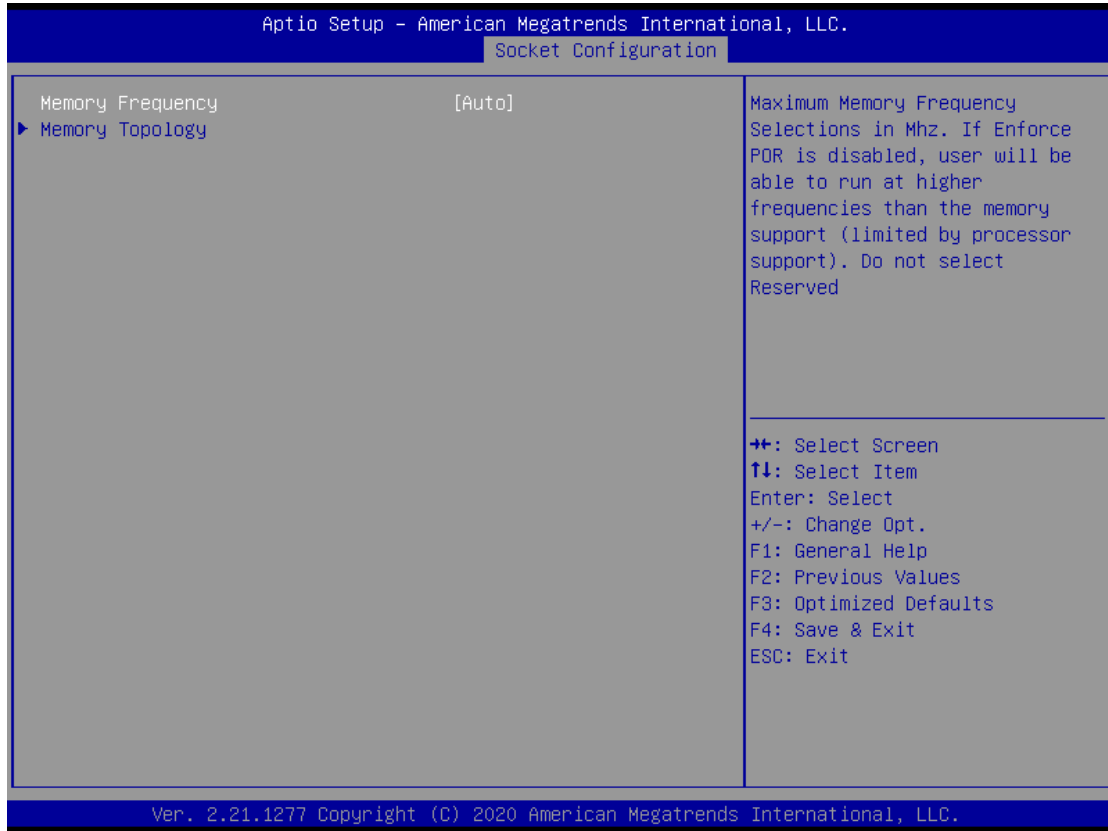 Aptio Setup – American Megatrends International, LLC.
Socket Configuration
Memory Frequency [Auto]
Memory Topology
Maximum Memory Frequency
Selections in Mhz. If Enforce
POR is disabled, user will be
able to run at higher
frequencies than the memory
support (limited by processor
support). Do not select
Reserved
→←: Select Screen
↑↓: Select Item
Enter: Select
+/-: Change Opt.
F1: General Help
F2: Previous Values
F3: Optimized Defaults
F4: Save & Exit
ESC: Exit
Ver. 2.21.1277 Copyright (C) 2020 American Megatrends International, LLC.